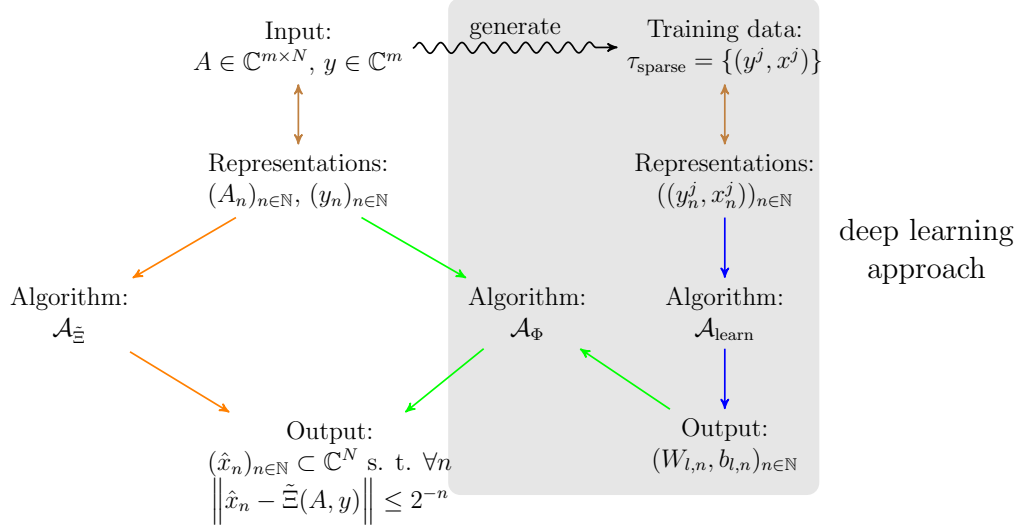 Input:
A ∈ ℂ^{m×N}, y ∈ ℂ^m
generate
Training data:
τ_sparse = {(y^j, x^j)}
Representations:
(A_n)_{n∈ℕ}, (y_n)_{n∈ℕ}
Representations:
((y_n^j, x_n^j))_{n∈ℕ}
deep learning
approach
Algorithm:
𝒜_{Ξ̃}
Algorithm:
𝒜_Φ
Algorithm:
𝒜_learn
Output:
(x̂_n)_{n∈ℕ} ⊂ ℂ^N s. t. ∀n
‖x̂_n − Ξ̃(A, y)‖ ≤ 2^{−n}
Output:
(W_{l,n}, b_{l,n})_{n∈ℕ}